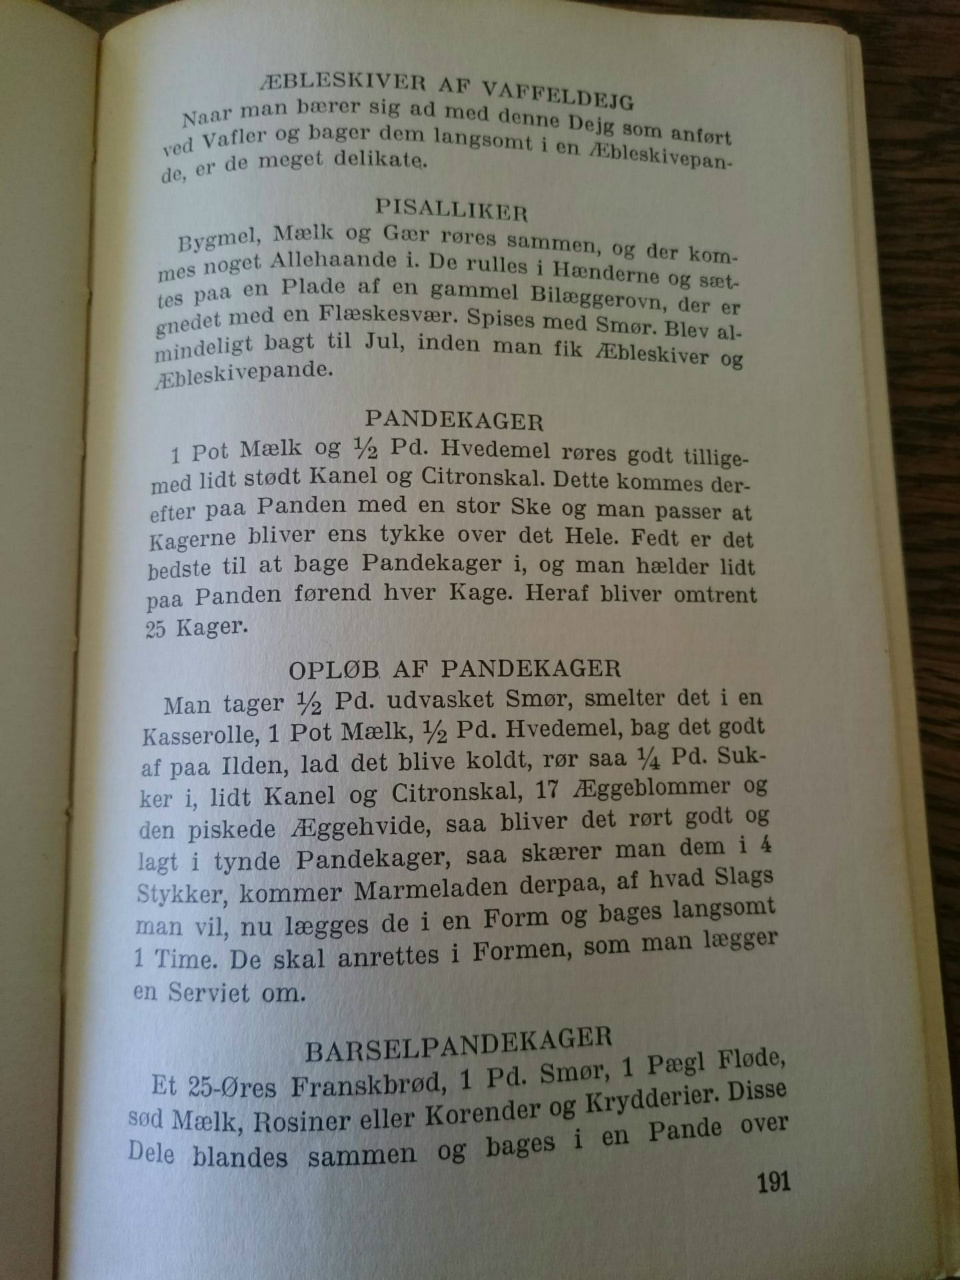 ÆBLESKIVER AF VAFFELDEJG
Naar man bærer sig ad med denne Dejg som anført
ved Vafler og bager dem langsomt i en Æbleskivepan-
de, er de meget delikate.
PISALLIKER
Bygmel, Mælk og Gær røres sammen, og der kom-
mes noget Allehaande i. De rulles i Hænderne og sæt-
tes paa en Plade af en gammel Bilæggerovn, der er
gnedet med en Flæskesvær. Spises med Smør. Blev al-
mindeligt bagt til Jul, inden man fik Æbleskiver og
Æbleskivepande.
PANDEKAGER
1 Pot Mælk og ½ Pd. Hvedemel røres godt tillige-
med lidt stødt Kanel og Citronskal. Dette kommes der-
efter paa Panden med en stor Ske og man passer at
Kagerne bliver ens tykke over det Hele. Fedt er det
bedste til at bage Pandekager i, og man hælder lidt
paa Panden førend hver Kage. Heraf bliver omtrent
25 Kager.
OPLØB AF PANDEKAGER
Man tager ½ Pd. udvasket Smør, smelter det i en
Kasserolle, 1 Pot Mælk, ½ Pd. Hvedemel, bag det godt
af paa Ilden, lad det blive koldt, rør saa ¼ Pd. Suk-
ker i, lidt Kanel og Citronskal, 17 Æggeblommer og
den piskede Æggehvide, saa bliver det rørt godt og
lagt i tynde Pandekager, saa skærer man dem i 4
Stykker, kommer Marmeladen derpaa, af hvad Slags
man vil, nu lægges de i en Form og bages langsomt
1 Time. De skal anrettes i Formen, som man lægger
en Serviet om.
BARSELPANDEKAGER
Et 25-Øres Franskbrød, 1 Pd. Smør, 1 Pægl Fløde,
sød Mælk, Rosiner eller Korender og Krydderier. Disse
Dele blandes sammen og bages i en Pande over
191